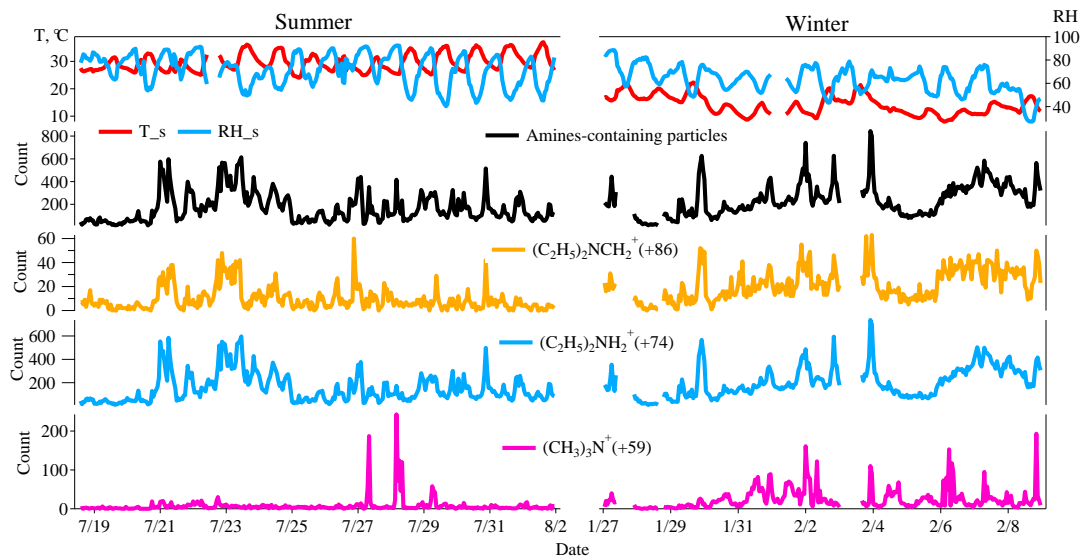 Summer
Winter
T, °C
RH
30
20
10
100
80
60
40
T_s
RH_s
Amines-containing particles
Count
800
600
400
200
0
(C2H5)2NCH2+(+86)
60
40
20
0
(C2H5)2NH2+(+74)
Count
600
400
200
(CH3)3N+(+59)
Count
200
100
0
7/19
7/21
7/23
7/25
7/27
7/29
7/31
8/2
1/27
1/29
1/31
2/2
2/4
2/6
2/8
Date